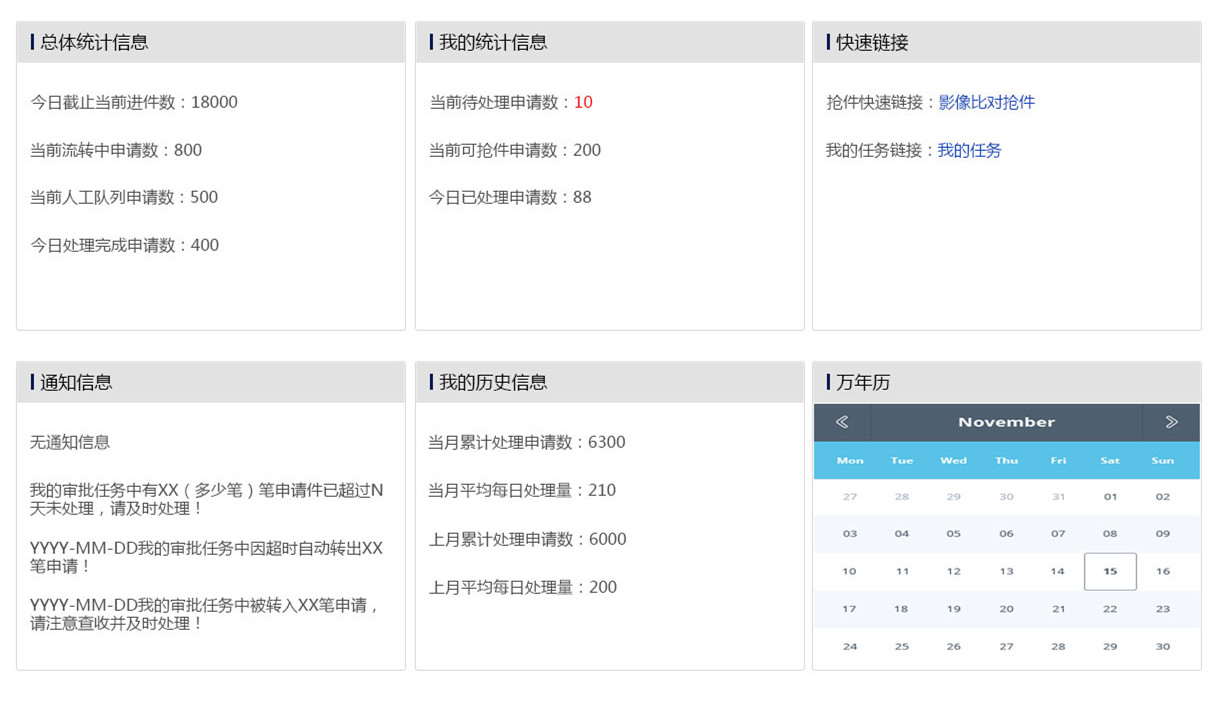 总体统计信息
今日截止当前进件数：18000
当前流转中申请数：800
当前人工队列申请数：500
今日处理完成申请数：400
我的统计信息
当前待处理申请数：10
当前可抢件申请数：200
今日已处理申请数：88
快速链接
抢件快速链接：影像比对抢件
我的任务链接：我的任务
通知信息
无通知信息
我的审批任务中有XX（多少笔）笔申请件已超过N
天未处理，请及时处理！
YYYY-MM-DD我的审批任务中因超时自动转出XX
笔申请！
YYYY-MM-DD我的审批任务中被转入XX笔申请，
请注意查收并及时处理！
我的历史信息
当月累计处理申请数：6300
当月平均每日处理量：210
上月累计处理申请数：6000
上月平均每日处理量：200
万年历
November
Mon Tue Wed Thu Fri Sat Sun
27 28 29 30 31 01 02
03 04 05 06 07 08 09
10 11 12 13 14 15 16
17 18 19 20 21 22 23
24 25 26 27 28 29 30